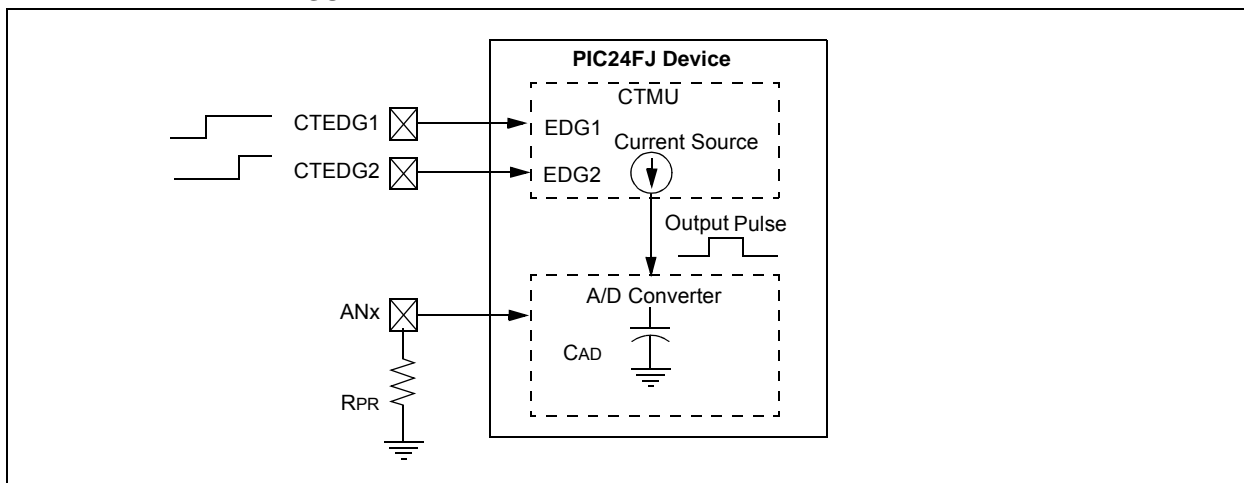 PIC24FJ Device
CTMU
CTEDG1
EDG1
Current Source
CTEDG2
EDG2
Output Pulse
A/D Converter
ANx
CAD
RPR